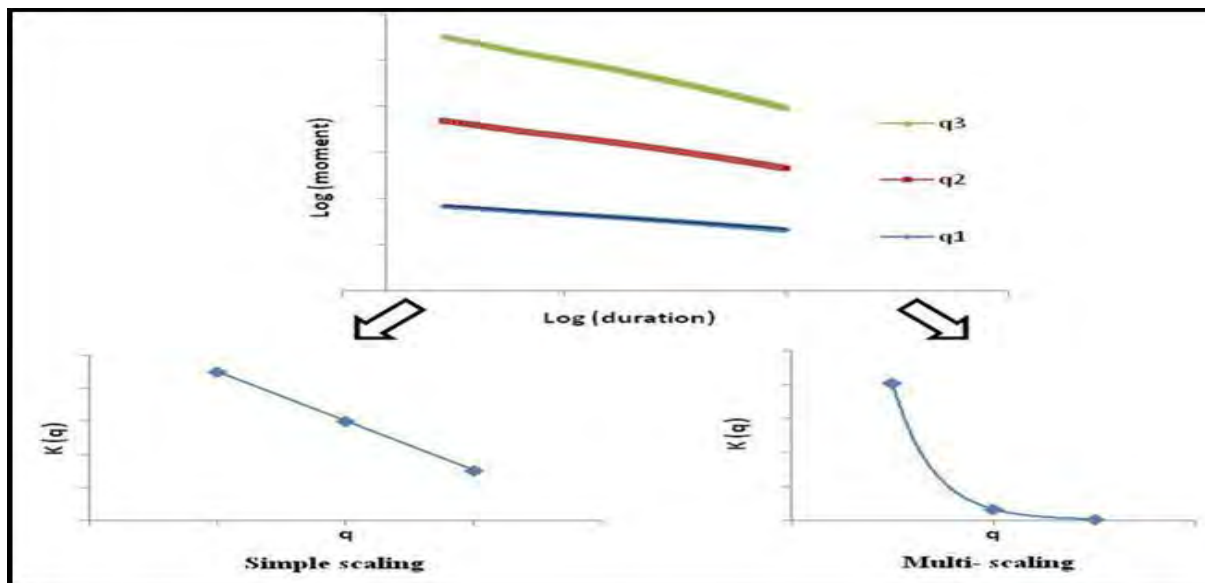 Log (moment)
q3
q2
q1
Log (duration)
K (q)
q
Simple scaling
K (q)
q
Multi- scaling